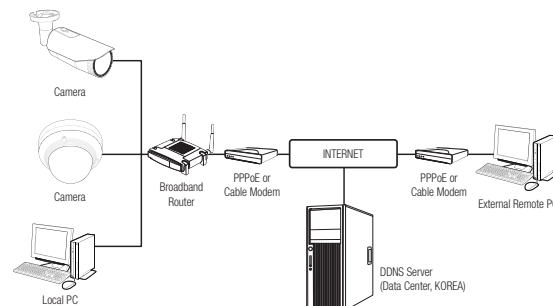 Camera
Camera
Local PC
Broadband
Router
PPPoE or
Cable Modem
INTERNET
DDNS Server
(Data Center, KOREA)
PPPoE or
Cable Modem
External Remote PC